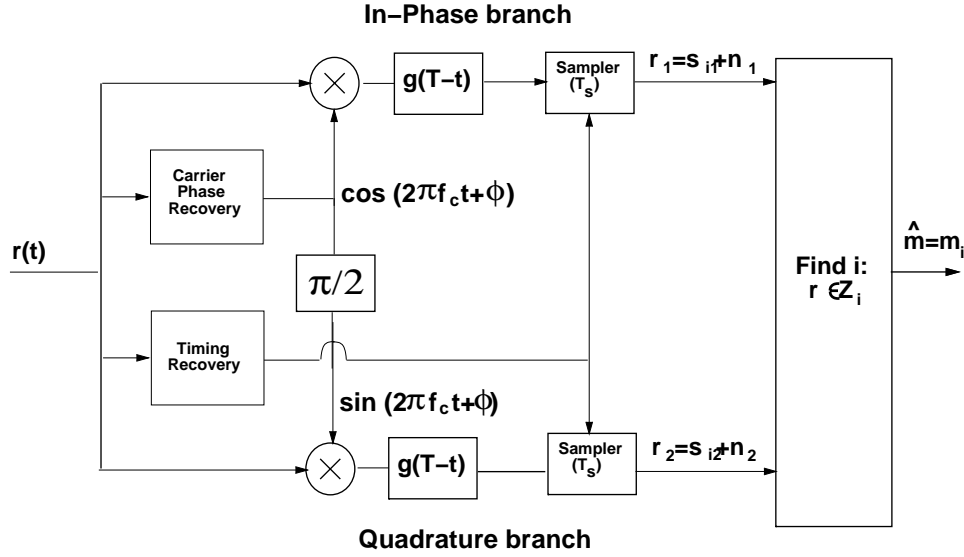 In-Phase branch
g(T-t)
Sampler
(T_s)
r_1=s_i1+n_1
Carrier
Phase
Recovery
cos (2πf_ct+ϕ)
r(t)
π/2
Find i:
r ∈Z_i
m̂=m_i
Timing
Recovery
sin (2πf_ct+ϕ)
g(T-t)
Sampler
(T_s)
r_2=s_i2+n_2
Quadrature branch